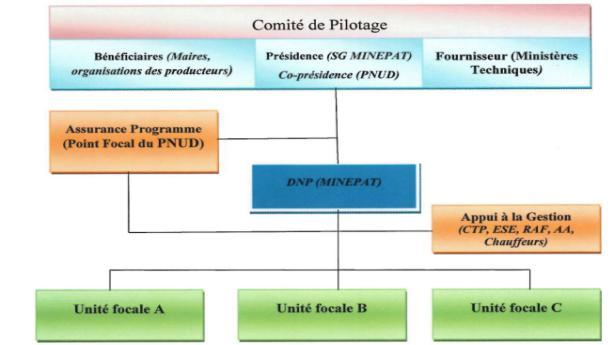 Comité de Pilotage
Bénéficiaires (Maires,
organisations des producteurs)
Présidence (SG MINEPAT)
Co-présidence (PNUD)
Fournisseur (Ministères
Techniques)
Assurance Programme
(Point Focal du PNUD)
DNP (MINEPAT)
Appui à la Gestion
(CTP, ESE, RAF, AA,
Chauffeurs)
Unité focale A
Unité focale B
Unité focale C